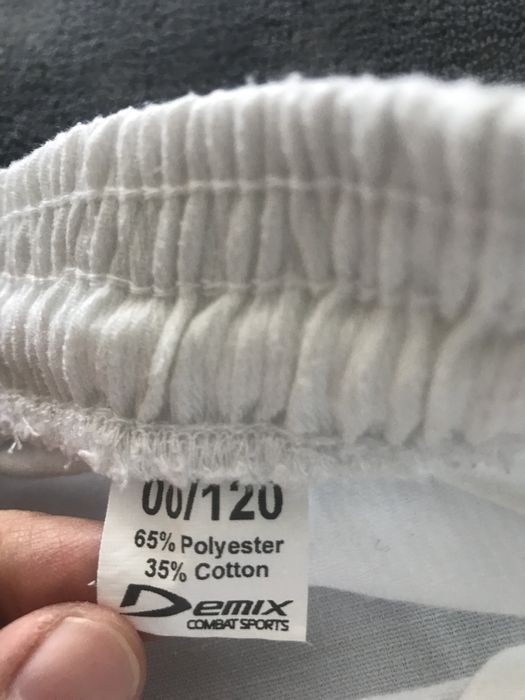 00/120
65% Polyester
35% Cotton
Demix
COMBAT SPORTS